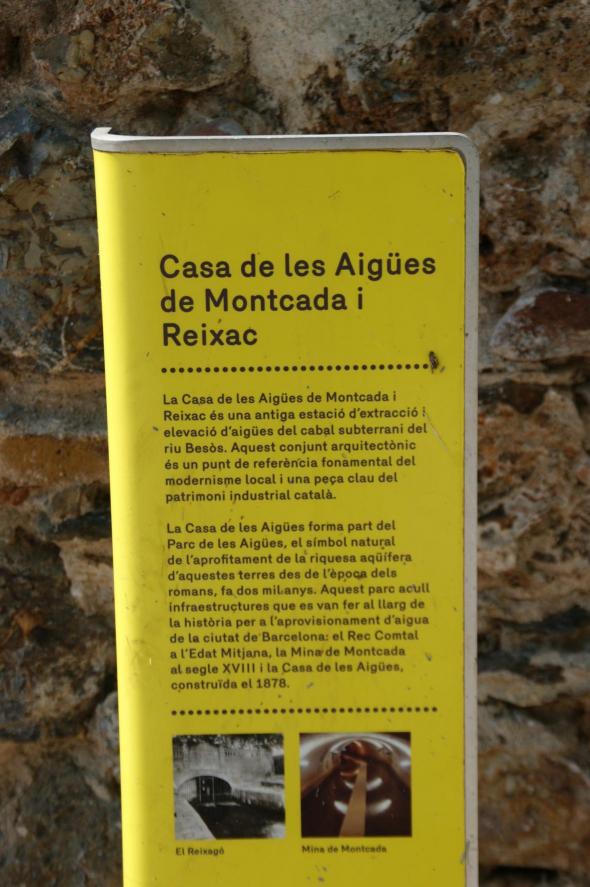 Casa de les Aigües
de Montcada i
Reixac
La Casa de les Aigües de Montcada i
Reixac és una antiga estació d'extracció i
elevació d'aigües del cabal subterrani del
riu Besòs. Aquest conjunt arquitectònic
és un punt de referència fonamental del
modernisme local i una peça clau del
patrimoni industrial català.
La Casa de les Aigües forma part del
Parc de les Aigües, el símbol natural
de l'aprofitament de la riquesa aqüífera
d'aquestes terres des de l'època dels
romans, fa dos mil anys. Aquest parc acull
infraestructures que es van fer al llarg de
la història per a l'aprovisionament d'aigua
de la ciutat de Barcelona: el Rec Comtal
a l'Edat Mitjana, la Mina de Montcada
al segle XVIII i la Casa de les Aigües,
construïda el 1878.
El Reixagó
Mina de Montcada